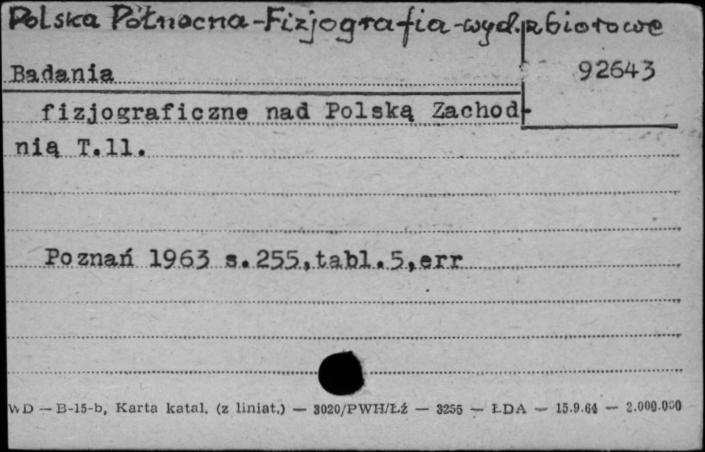 Polska Północna-Fizjografia-wyd.zbiorowe
92643
Badania
fizjograficzne nad Polską Zachod-
nią T.11.
Poznań 1963 s.255,tabl.5,err
WD — B-15-b, Karta katal. (z liniat.) — 3020/PWH/Łź — 3255 — ŁDA — 15.9.64 — 2.000.000